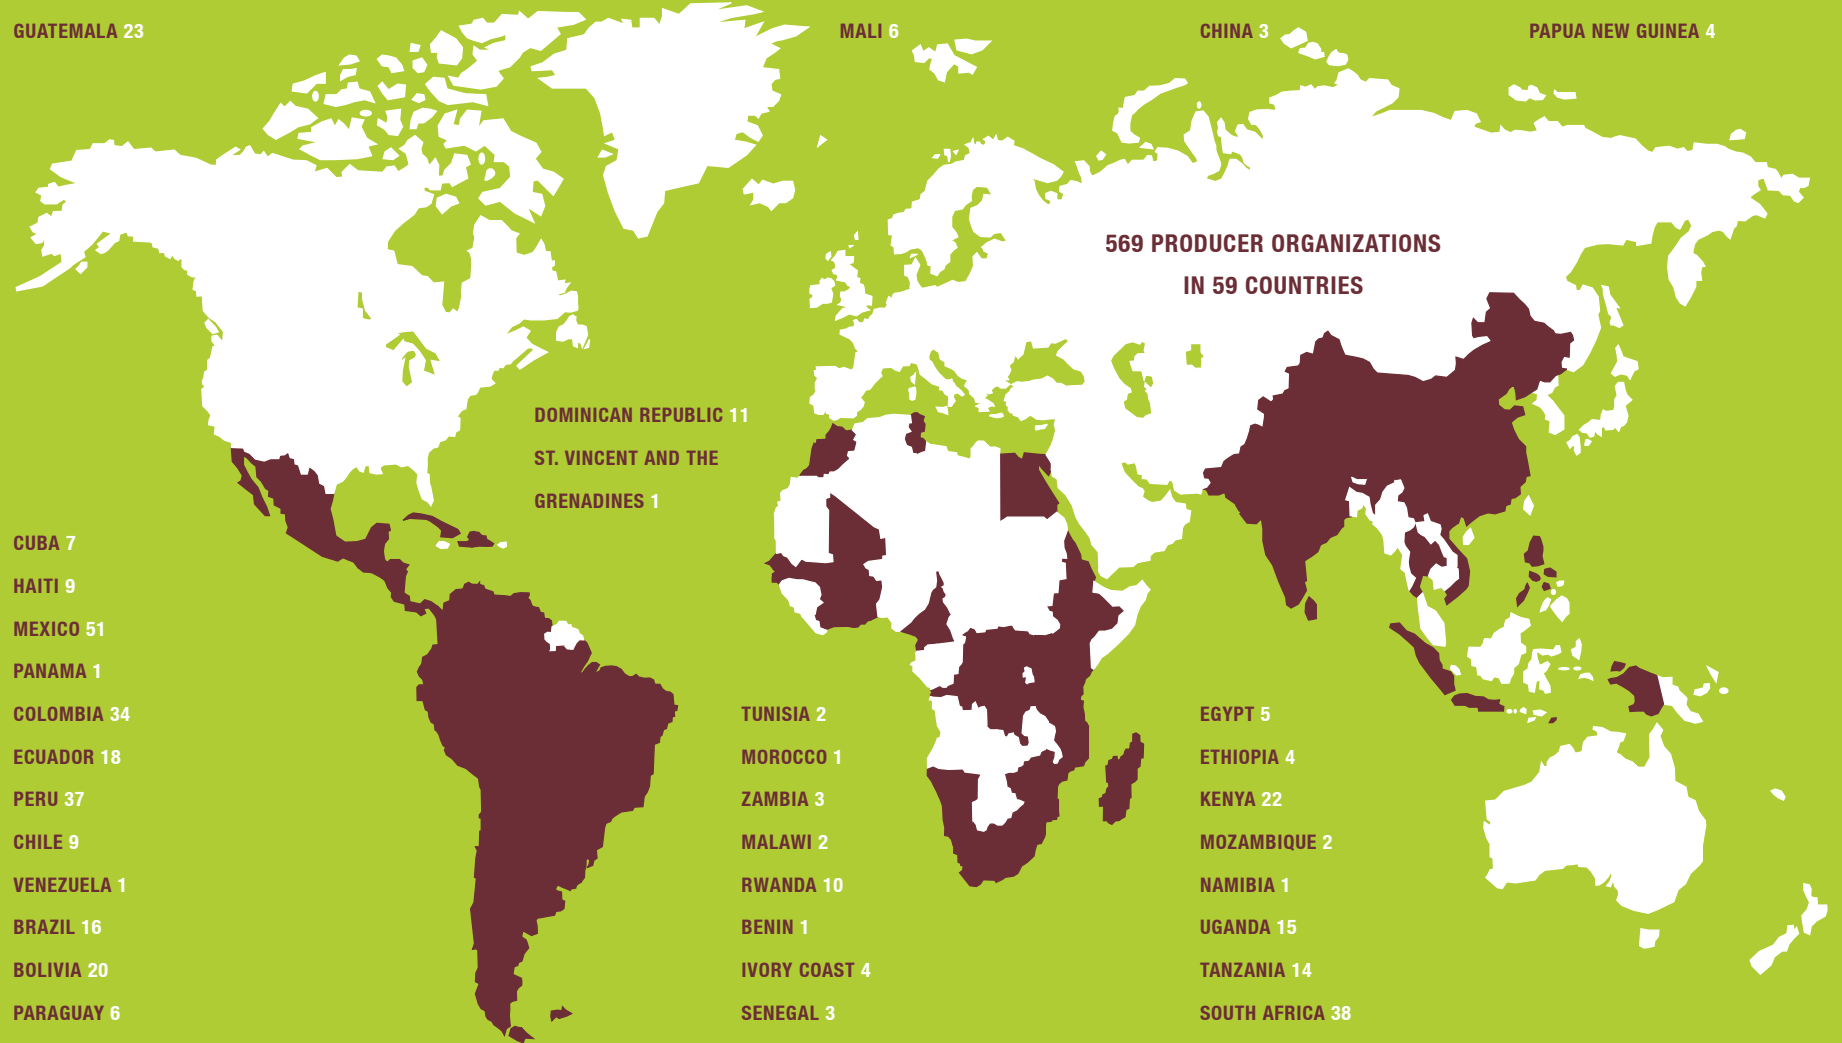 GUATEMALA 23
MALI 6
CHINA 3
PAPUA NEW GUINEA 4
569 PRODUCER ORGANIZATIONS
IN 59 COUNTRIES
DOMINICAN REPUBLIC 11
ST. VINCENT AND THE
GRENADINES 1
CUBA 7
HAITI 9
MEXICO 51
PANAMA 1
COLOMBIA 34
ECUADOR 18
PERU 37
CHILE 9
VENEZUELA 1
BRAZIL 16
BOLIVIA 20
PARAGUAY 6
TUNISIA 2
MOROCCO 1
ZAMBIA 3
MALAWI 2
RWANDA 10
BENIN 1
IVORY COAST 4
SENEGAL 3
EGYPT 5
ETHIOPIA 4
KENYA 22
MOZAMBIQUE 2
NAMIBIA 1
UGANDA 15
TANZANIA 14
SOUTH AFRICA 38